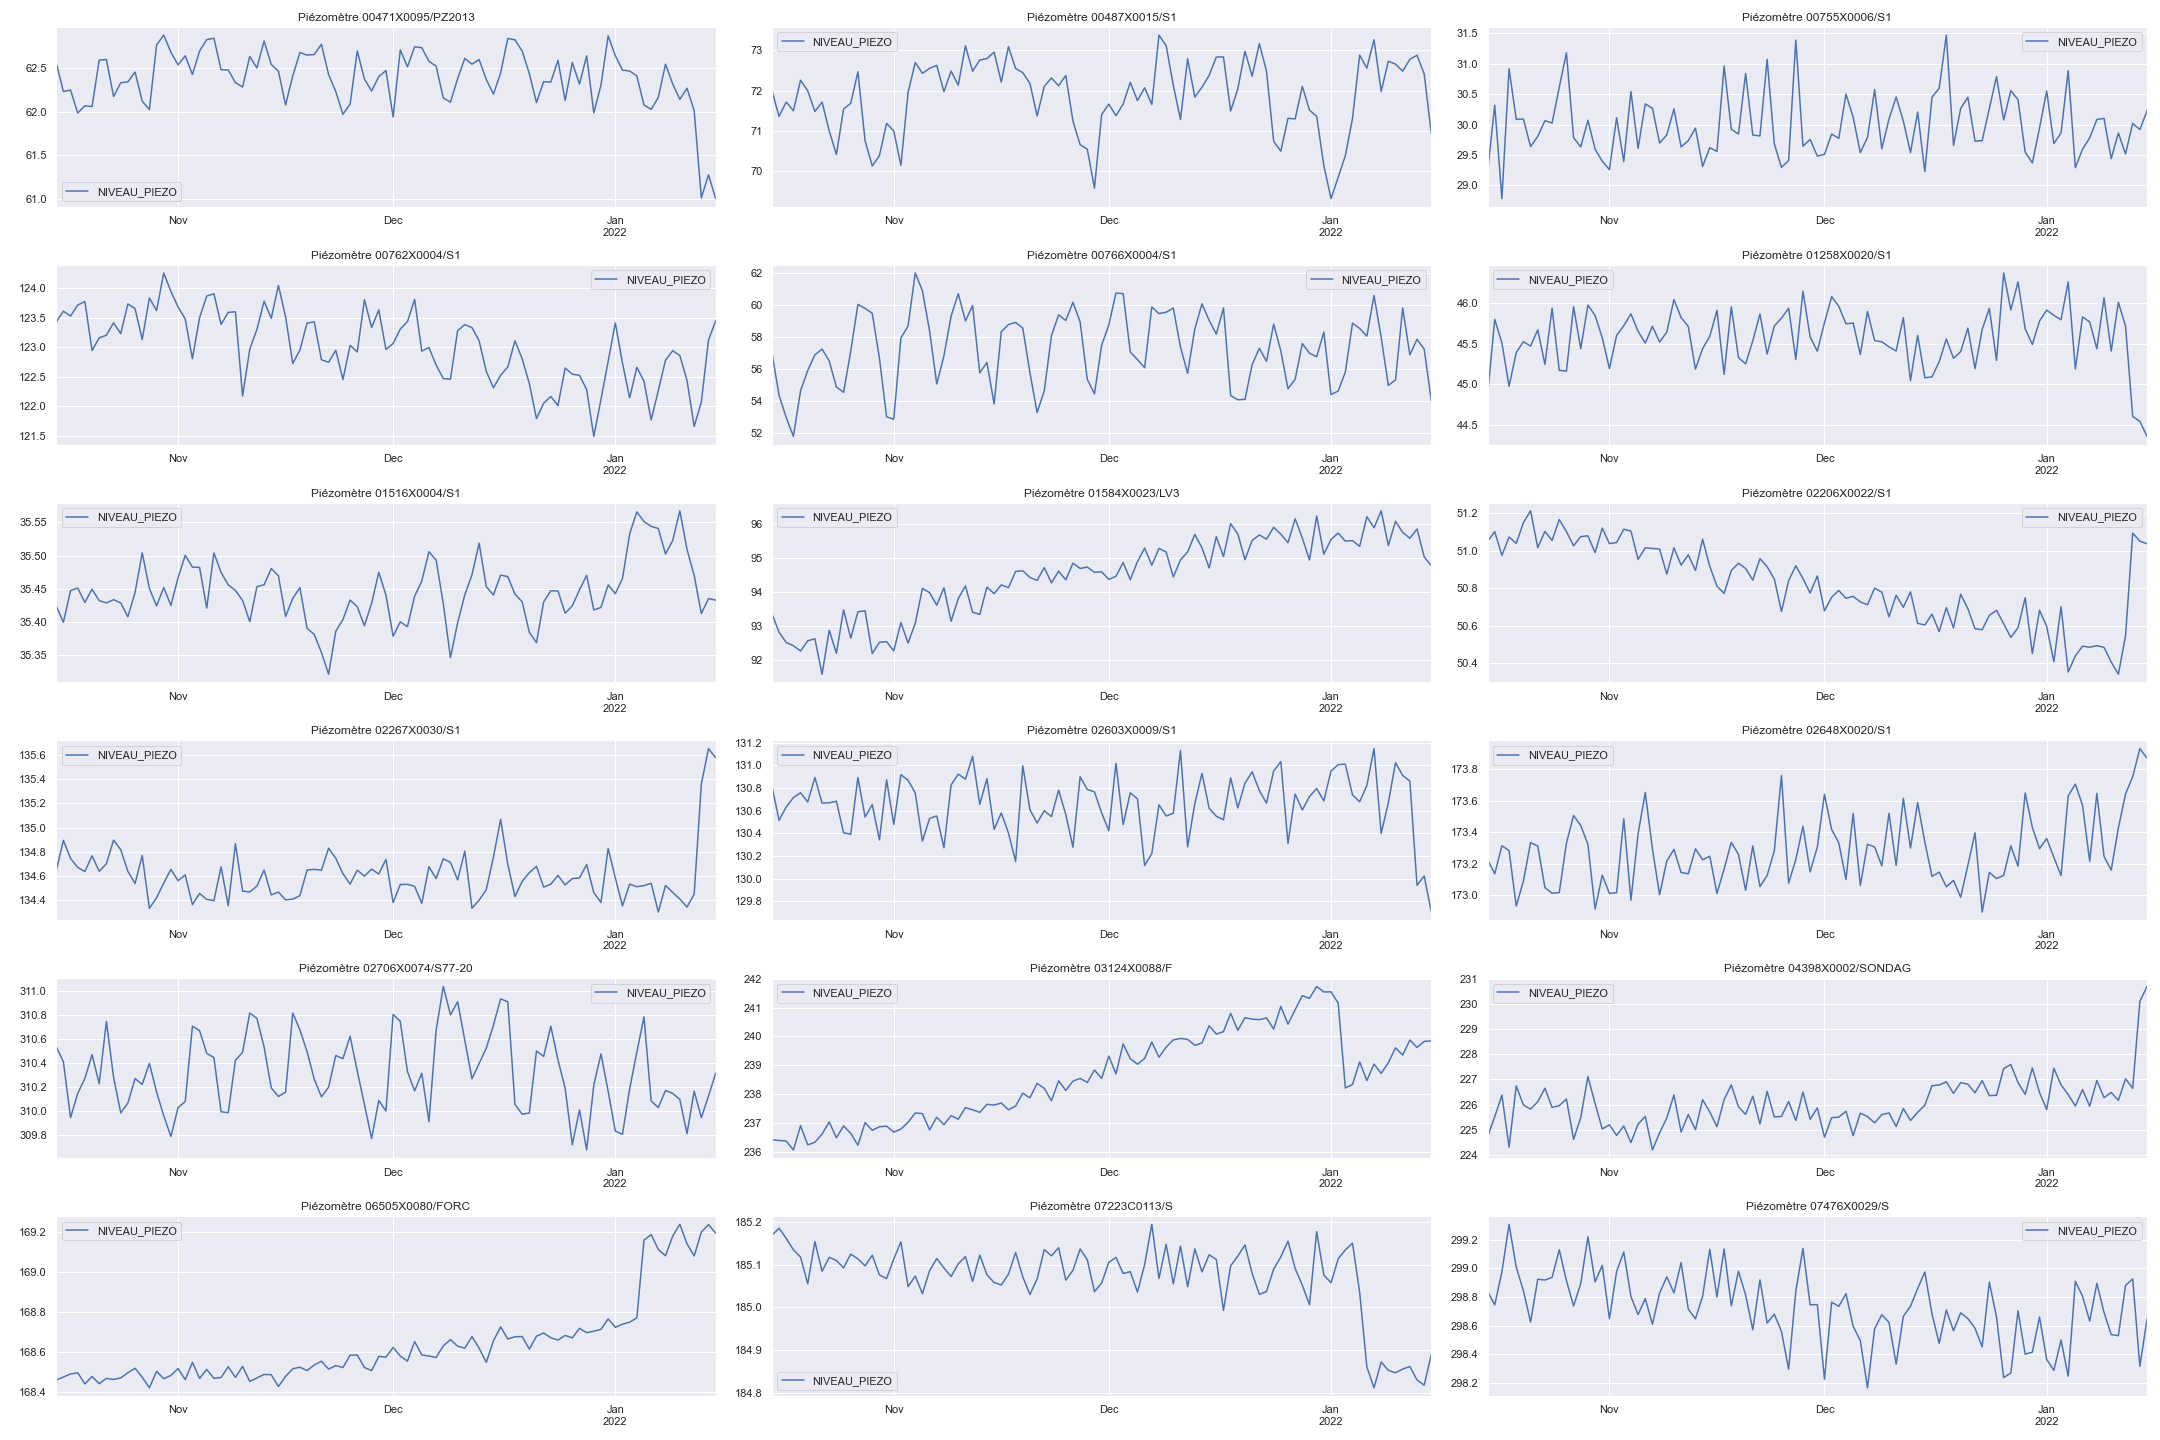 Piézomètre 00471X0095/PZ2013
62.5
62.0
61.5
61.0
NIVEAU_PIEZO
Nov
Dec
Jan
2022
Piézomètre 00487X0015/S1
73
72
71
70
NIVEAU_PIEZO
Nov
Dec
Jan
2022
Piézomètre 00755X0006/S1
31.5
31.0
30.5
30.0
29.5
29.0
NIVEAU_PIEZO
Nov
Dec
Jan
2022
Piézomètre 00762X0004/S1
124.0
123.5
123.0
122.5
122.0
121.5
NIVEAU_PIEZO
Nov
Dec
Jan
2022
Piézomètre 00766X0004/S1
62
60
58
56
54
52
NIVEAU_PIEZO
Nov
Dec
Jan
2022
Piézomètre 01258X0020/S1
46.0
45.5
45.0
44.5
NIVEAU_PIEZO
Nov
Dec
Jan
2022
Piézomètre 01516X0004/S1
35.55
35.50
35.45
35.40
35.35
NIVEAU_PIEZO
Nov
Dec
Jan
2022
Piézomètre 01584X0023/LV3
96
95
94
93
92
NIVEAU_PIEZO
Nov
Dec
Jan
2022
Piézomètre 02206X0022/S1
51.2
51.0
50.8
50.6
50.4
NIVEAU_PIEZO
Nov
Dec
Jan
2022
Piézomètre 02267X0030/S1
135.6
135.4
135.2
135.0
134.8
134.6
134.4
NIVEAU_PIEZO
Nov
Dec
Jan
2022
Piézomètre 02603X0009/S1
131.2
131.0
130.8
130.6
130.4
130.2
130.0
129.8
NIVEAU_PIEZO
Nov
Dec
Jan
2022
Piézomètre 02648X0020/S1
173.8
173.6
173.4
173.2
173.0
NIVEAU_PIEZO
Nov
Dec
Jan
2022
Piézomètre 02706X0074/S77-20
311.0
310.8
310.6
310.4
310.2
310.0
309.8
NIVEAU_PIEZO
Nov
Dec
Jan
2022
Piézomètre 03124X0088/F
242
241
240
239
238
237
236
NIVEAU_PIEZO
Nov
Dec
Jan
2022
Piézomètre 04398X0002/SONDAG
231
230
229
228
227
226
225
224
NIVEAU_PIEZO
Nov
Dec
Jan
2022
Piézomètre 06505X0080/FORC
169.2
169.0
168.8
168.6
168.4
NIVEAU_PIEZO
Nov
Dec
Jan
2022
Piézomètre 07223C0113/S
185.2
185.1
185.0
184.9
184.8
NIVEAU_PIEZO
Nov
Dec
Jan
2022
Piézomètre 07476X0029/S
299.2
299.0
298.8
298.6
298.4
298.2
NIVEAU_PIEZO
Nov
Dec
Jan
2022